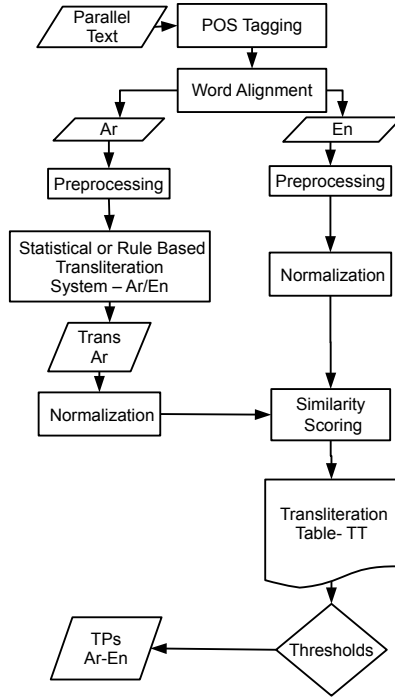 Parallel
Text
POS Tagging
Word Alignment
Ar
En
Preprocessing
Preprocessing
Statistical or Rule Based
Transliteration
System – Ar/En
Normalization
Trans
Ar
Normalization
Similarity
Scoring
Transliteration
Table- TT
TPs
Ar-En
Thresholds